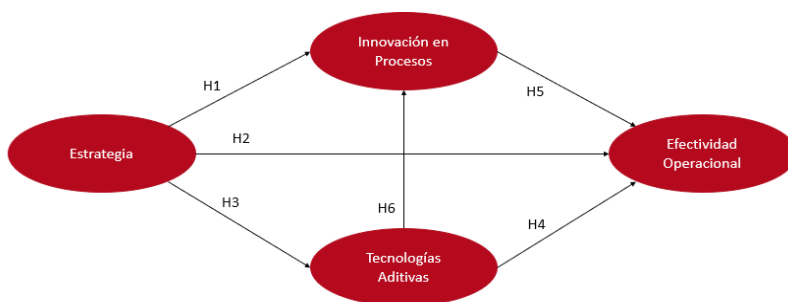 Innovación en
Procesos
H1
H5
Estrategia
H2
Efectividad
Operacional
H3
H6
H4
Tecnologías
Aditivas